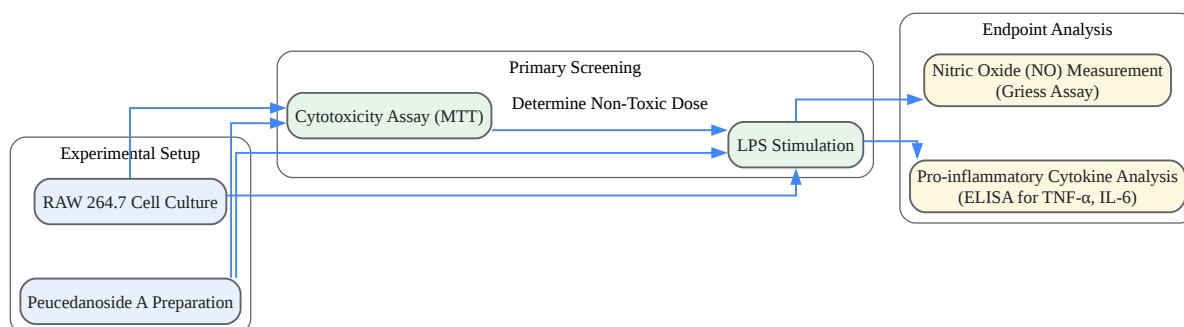 Experimental Setup
RAW 264.7 Cell Culture
Peucedanoside A Preparation
Primary Screening
Cytotoxicity Assay (MTT)
Determine Non-Toxic Dose
LPS Stimulation
Endpoint Analysis
Nitric Oxide (NO) Measurement
(Griess Assay)
Pro-inflammatory Cytokine Analysis
(ELISA for TNF-α, IL-6)